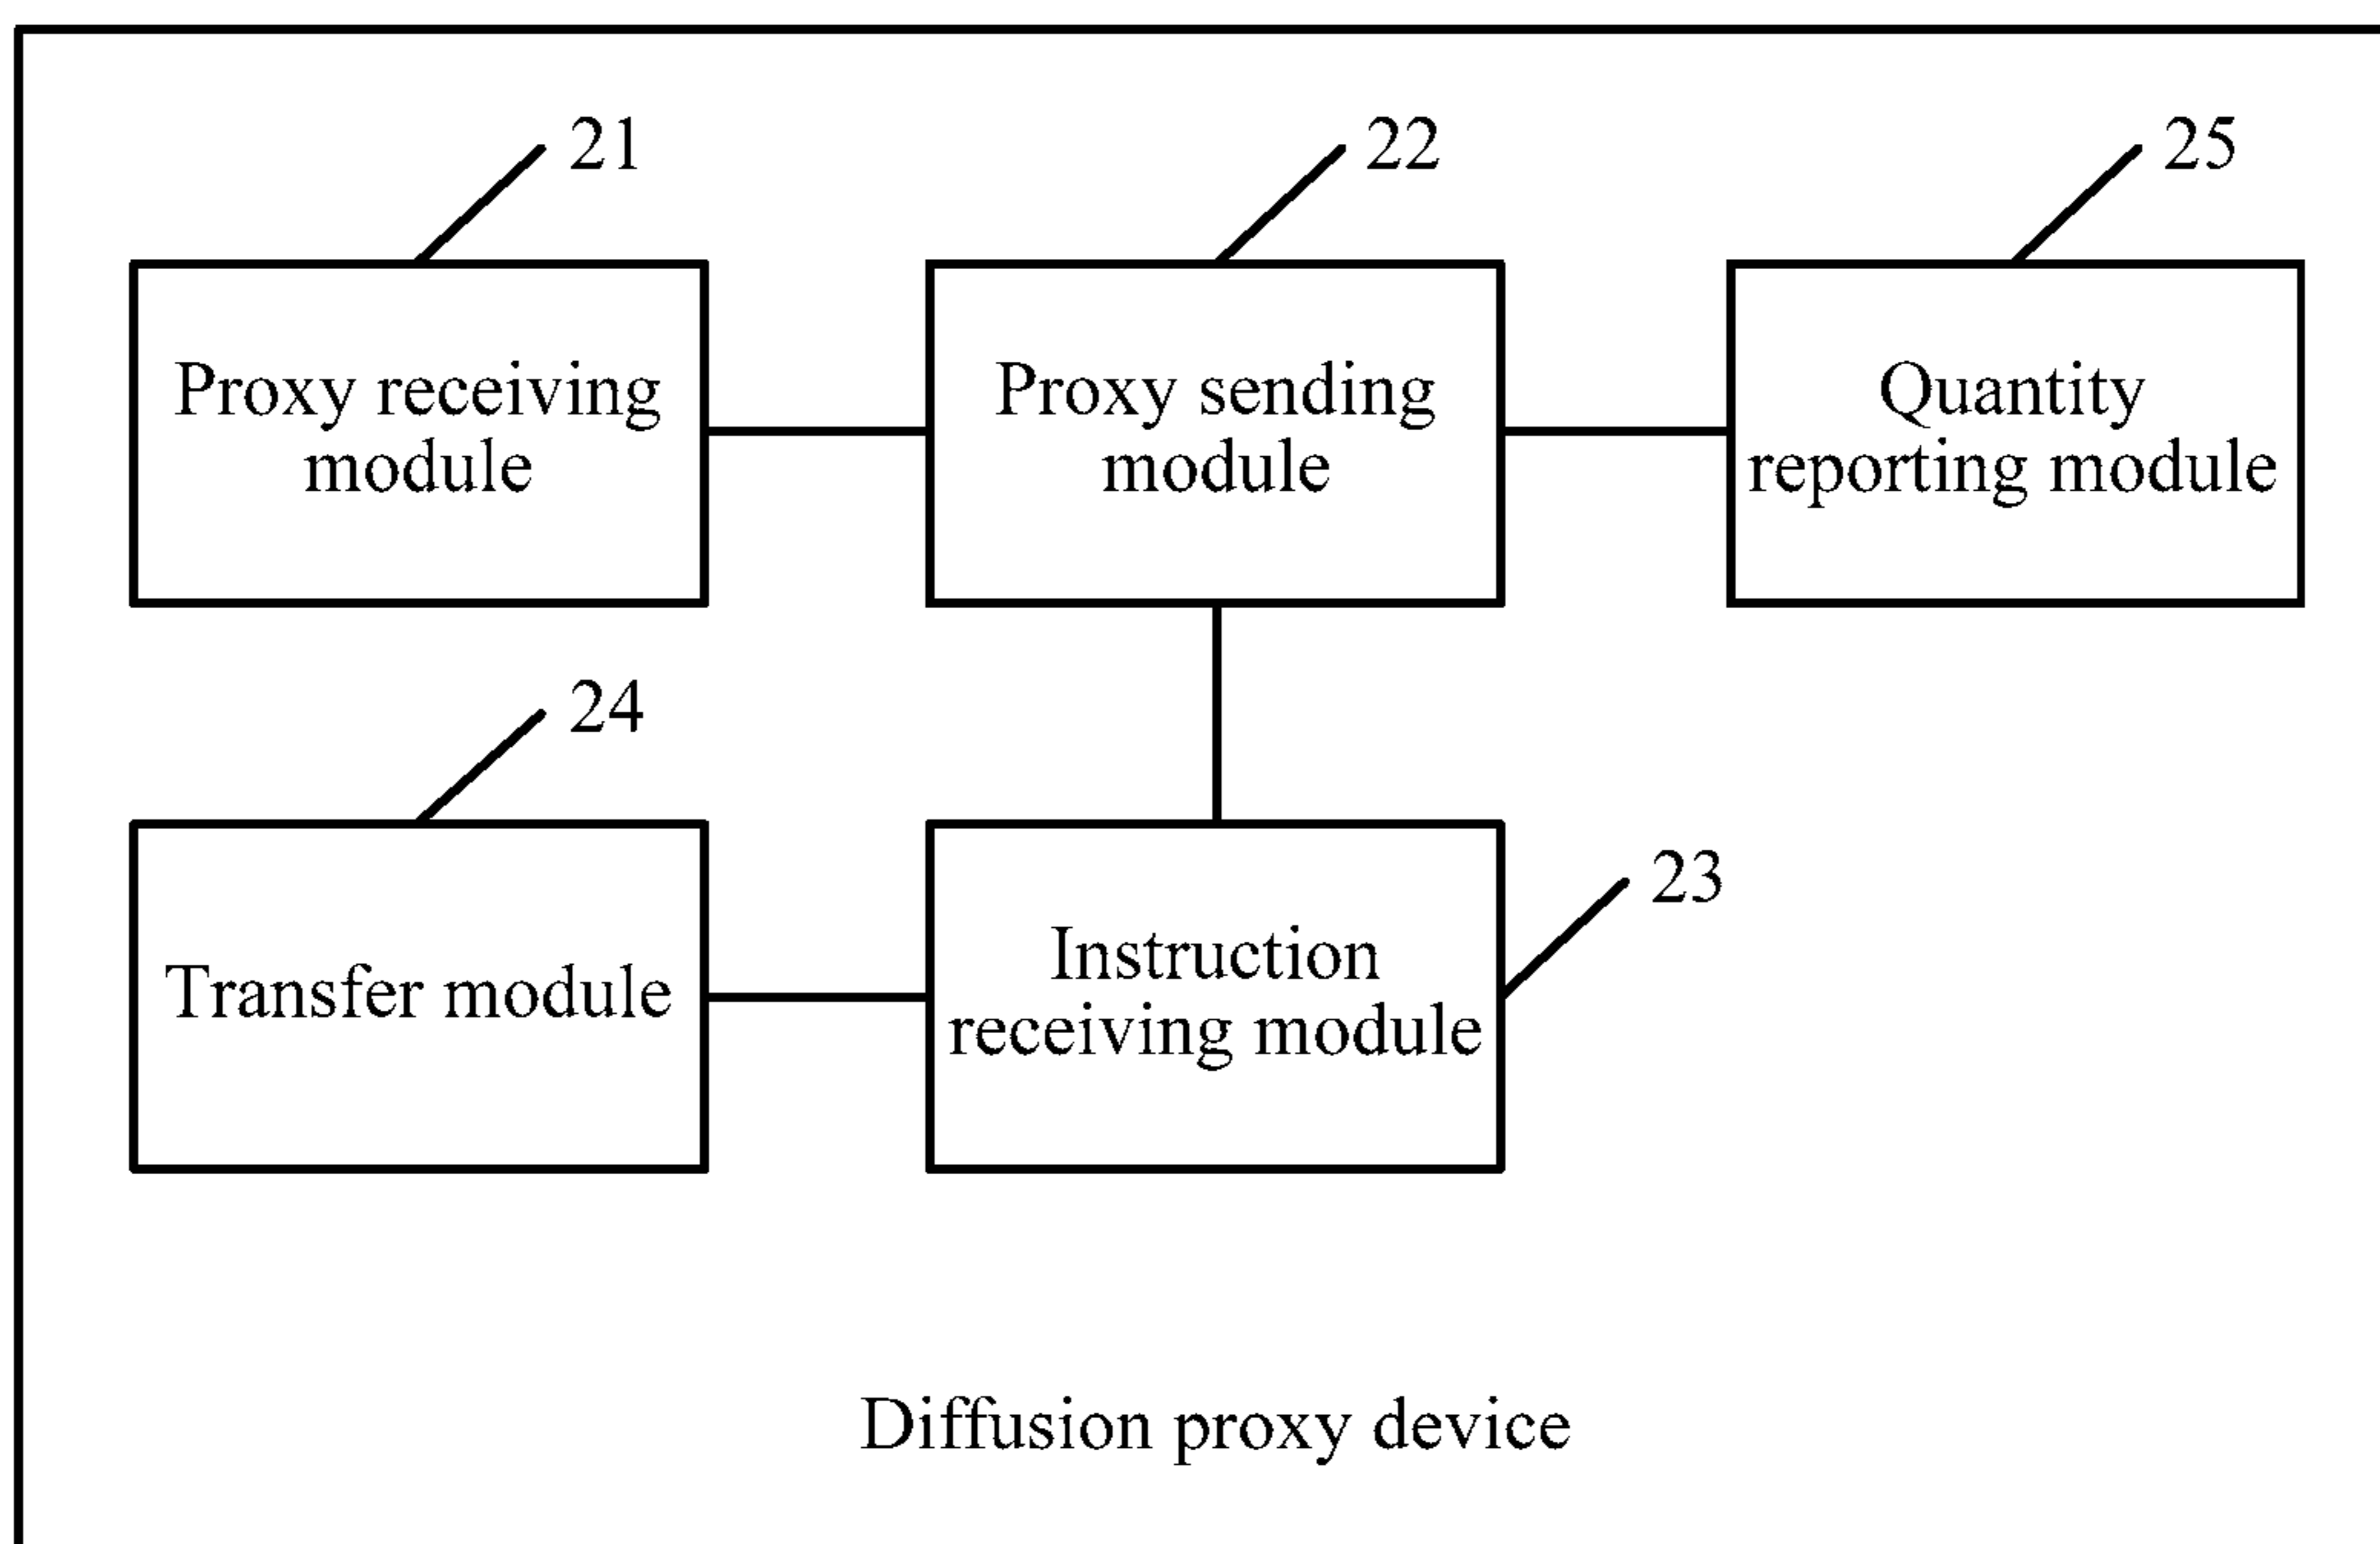 21
22
25
Proxy receiving
module
Proxy sending
module
Quantity
reporting module
24
23
Transfer module
Instruction
receiving module
Diffusion proxy device